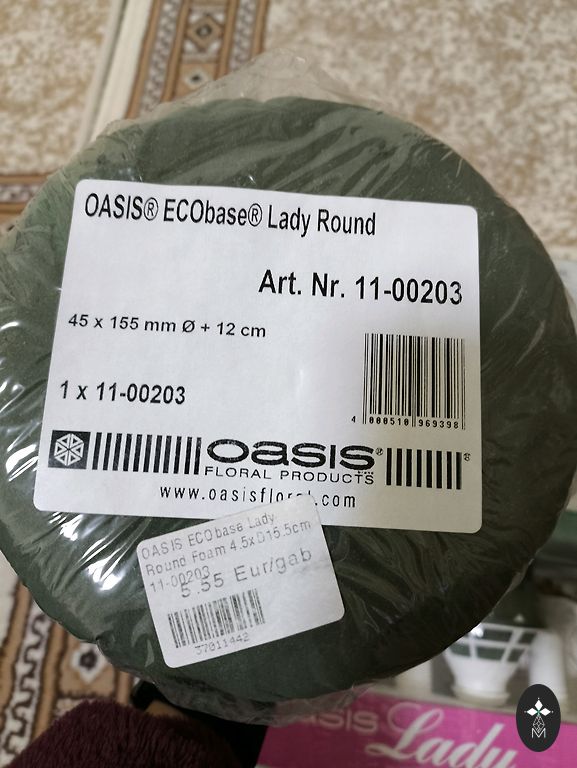 OASIS® ECObase® Lady Round
Art. Nr. 11-00203
45 x 155 mm Ø + 12 cm
1 x 11-00203
4 000510 969398
oasis®
FLORAL PRODUCTS
www.oasisfloral.com
OASIS ECObase Lady
Round Foam 4.5xD15.5cm
11-00203
5.55 Eur/gab
37011442
OASIS Lady
M